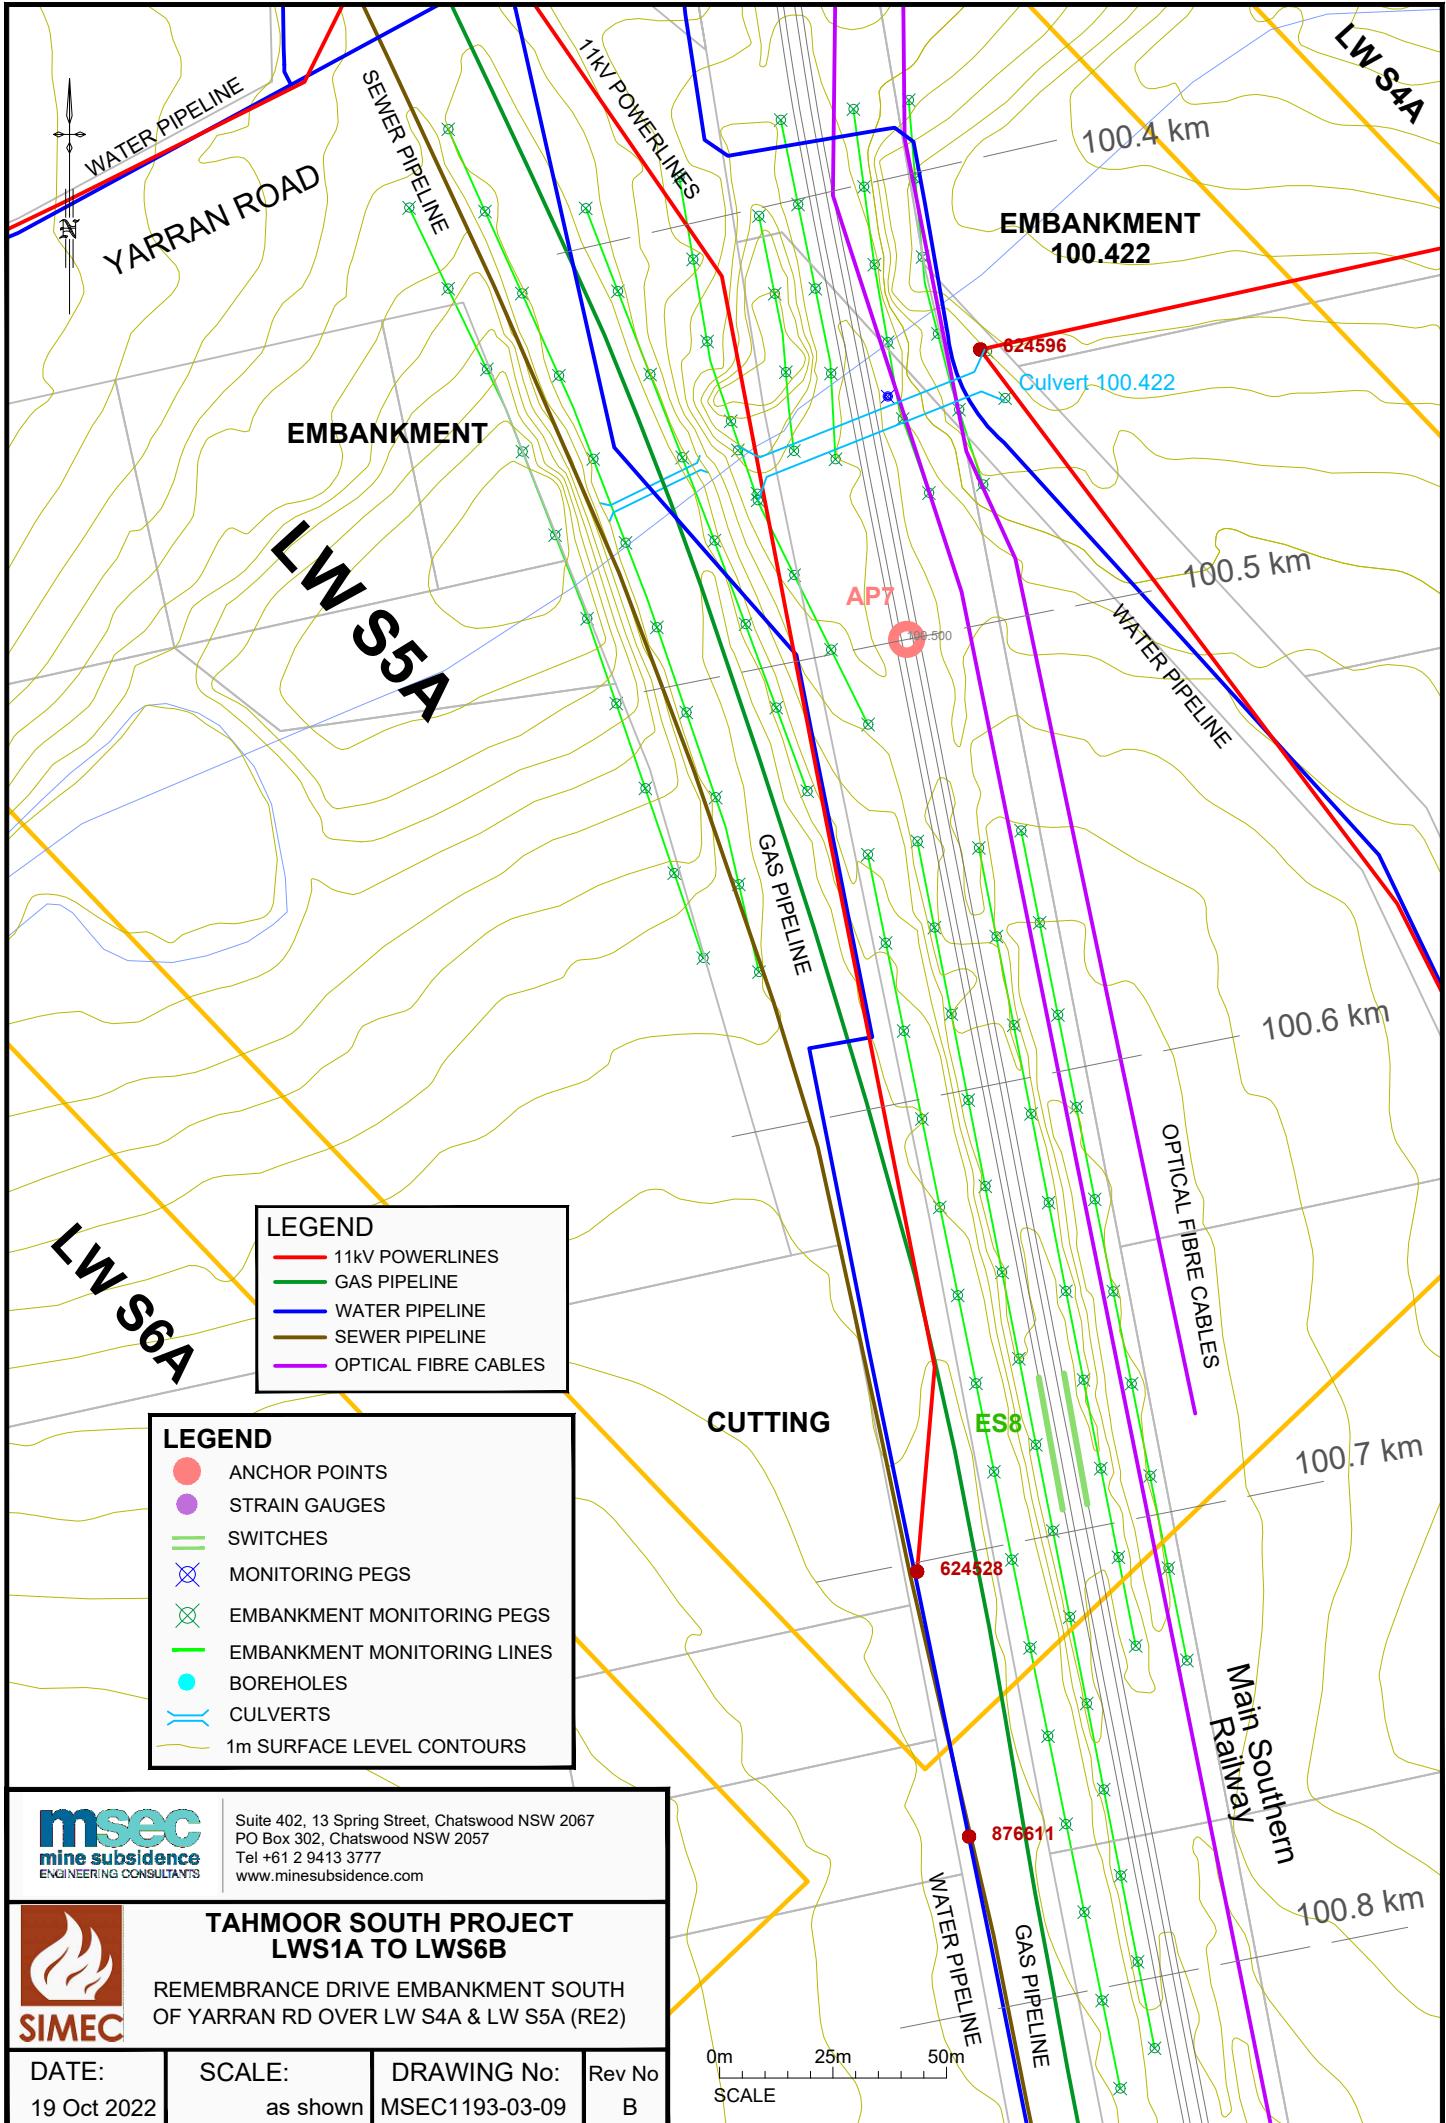 LW S4A
11kV POWERLINES
SEWER PIPELINE
WATER PIPELINE
100.4 km
YARRAN ROAD
N
EMBANKMENT
100.422
624596
Culvert 100.422
EMBANKMENT
LW S5A
100.5 km
AP7
100.500
WATER PIPELINE
GAS PIPELINE
100.6 km
OPTICAL FIBRE CABLES
LW S6A
LEGEND
11kV POWERLINES
GAS PIPELINE
WATER PIPELINE
SEWER PIPELINE
OPTICAL FIBRE CABLES
CUTTING
ES8
100.7 km
LEGEND
ANCHOR POINTS
STRAIN GAUGES
SWITCHES
MONITORING PEGS
EMBANKMENT MONITORING PEGS
EMBANKMENT MONITORING LINES
BOREHOLES
CULVERTS
1m SURFACE LEVEL CONTOURS
624528
Main Southern
Railway
876611
100.8 km
WATER PIPELINE
GAS PIPELINE
msec
mine subsidence
ENGINEERING CONSULTANTS
Suite 402, 13 Spring Street, Chatswood NSW 2067
PO Box 302, Chatswood NSW 2057
Tel +61 2 9413 3777
www.minesubsidence.com
SIMEC
TAHMOOR SOUTH PROJECT
LWS1A TO LWS6B
REMEMBRANCE DRIVE EMBANKMENT SOUTH
OF YARRAN RD OVER LW S4A & LW S5A (RE2)
DATE:
19 Oct 2022
SCALE:
as shown
DRAWING No:
MSEC1193-03-09
Rev No
B
0m 25m 50m
SCALE